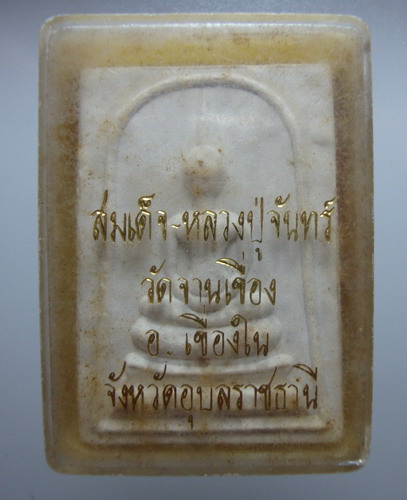 สมเด็จ-หลวงปู่จันทร์
วัดจานเขื่อง
อ. เขื่องใน
จังหวัดอุบลราชธานี